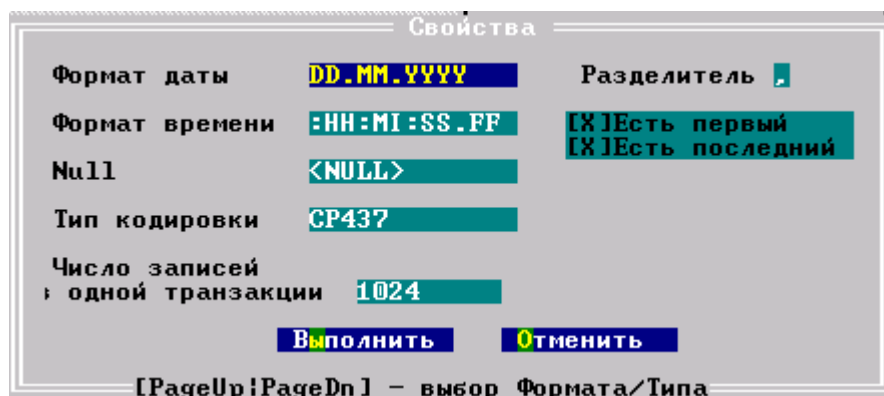 Свойства
Формат даты DD.MM.YYYY Разделитель ,
Формат времени :HH:MI:SS.FF [X]Есть первый
[X]Есть последний
Null <NULL>
Тип кодировки CP437
Число записей
одной транзакции 1024
Выполнить Отменить
[PageUp¦PageDn] - выбор Формата/Типа